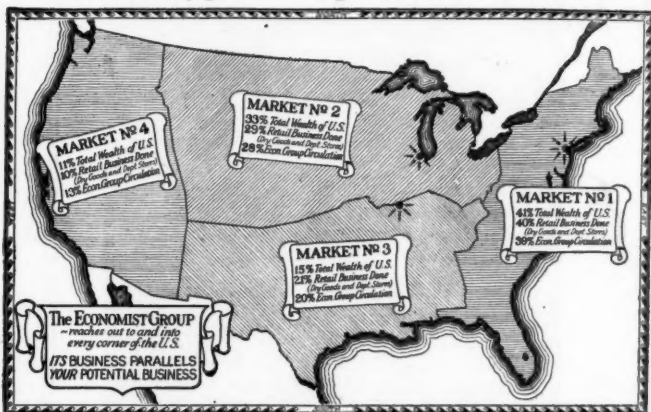 MARKET Nº 2
33% Total Wealth of U.S.
29% Retail Business Done
(Dry Goods and Dept. Stores)
28% Econ. Group Circulation
MARKET Nº 4
11% Total Wealth of U.S.
10% Retail Business Done
(Dry Goods and Dept. Stores)
13% Econ. Group Circulation
MARKET Nº 1
41% Total Wealth of U.S.
40% Retail Business Done
(Dry Goods and Dept. Stores)
39% Econ. Group Circulation
MARKET Nº 3
15% Total Wealth of U.S.
21% Retail Business Done
(Dry Goods and Dept. Stores)
20% Econ. Group Circulation
The ECONOMIST GROUP
~reaches out to and into
every corner of the U.S.
ITS BUSINESS PARALLELS
YOUR POTENTIAL BUSINESS